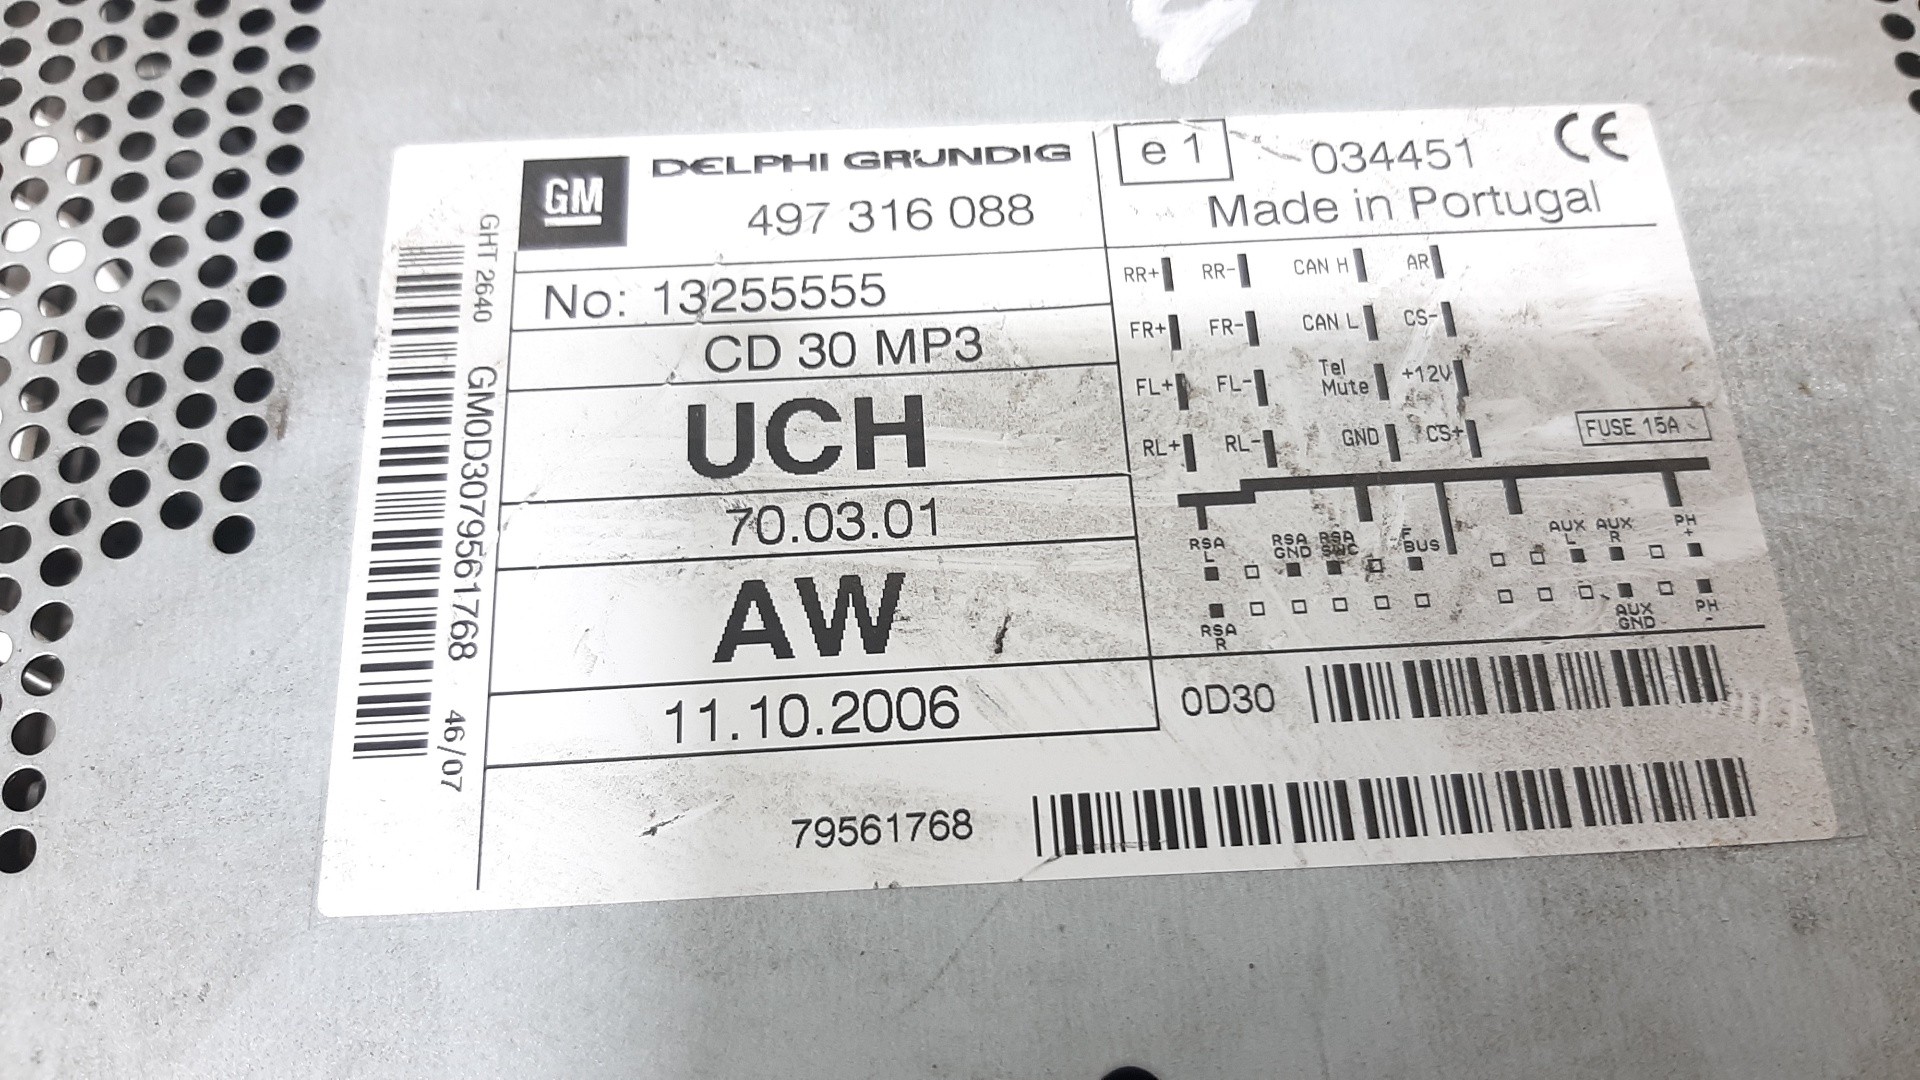 GHT 2640 GM0D3079561768 46/07
GM
DELPHI GRUNDIG
497 316 088
No: 13255555
CD 30 MP3
UCH
70.03.01
AW
11.10.2006
79561768
e 1
034451 CE
Made in Portugal
RR+ RR- CAN H AR
FR+ FR- CAN L CS-
FL+ FL- Tel Mute +12V
RL+ RL- GND CS+
FUSE 15A
RSA L RSA GND RSA SWC BUS AUX L AUX R PH +
RSA R AUX GND PH -
0D30